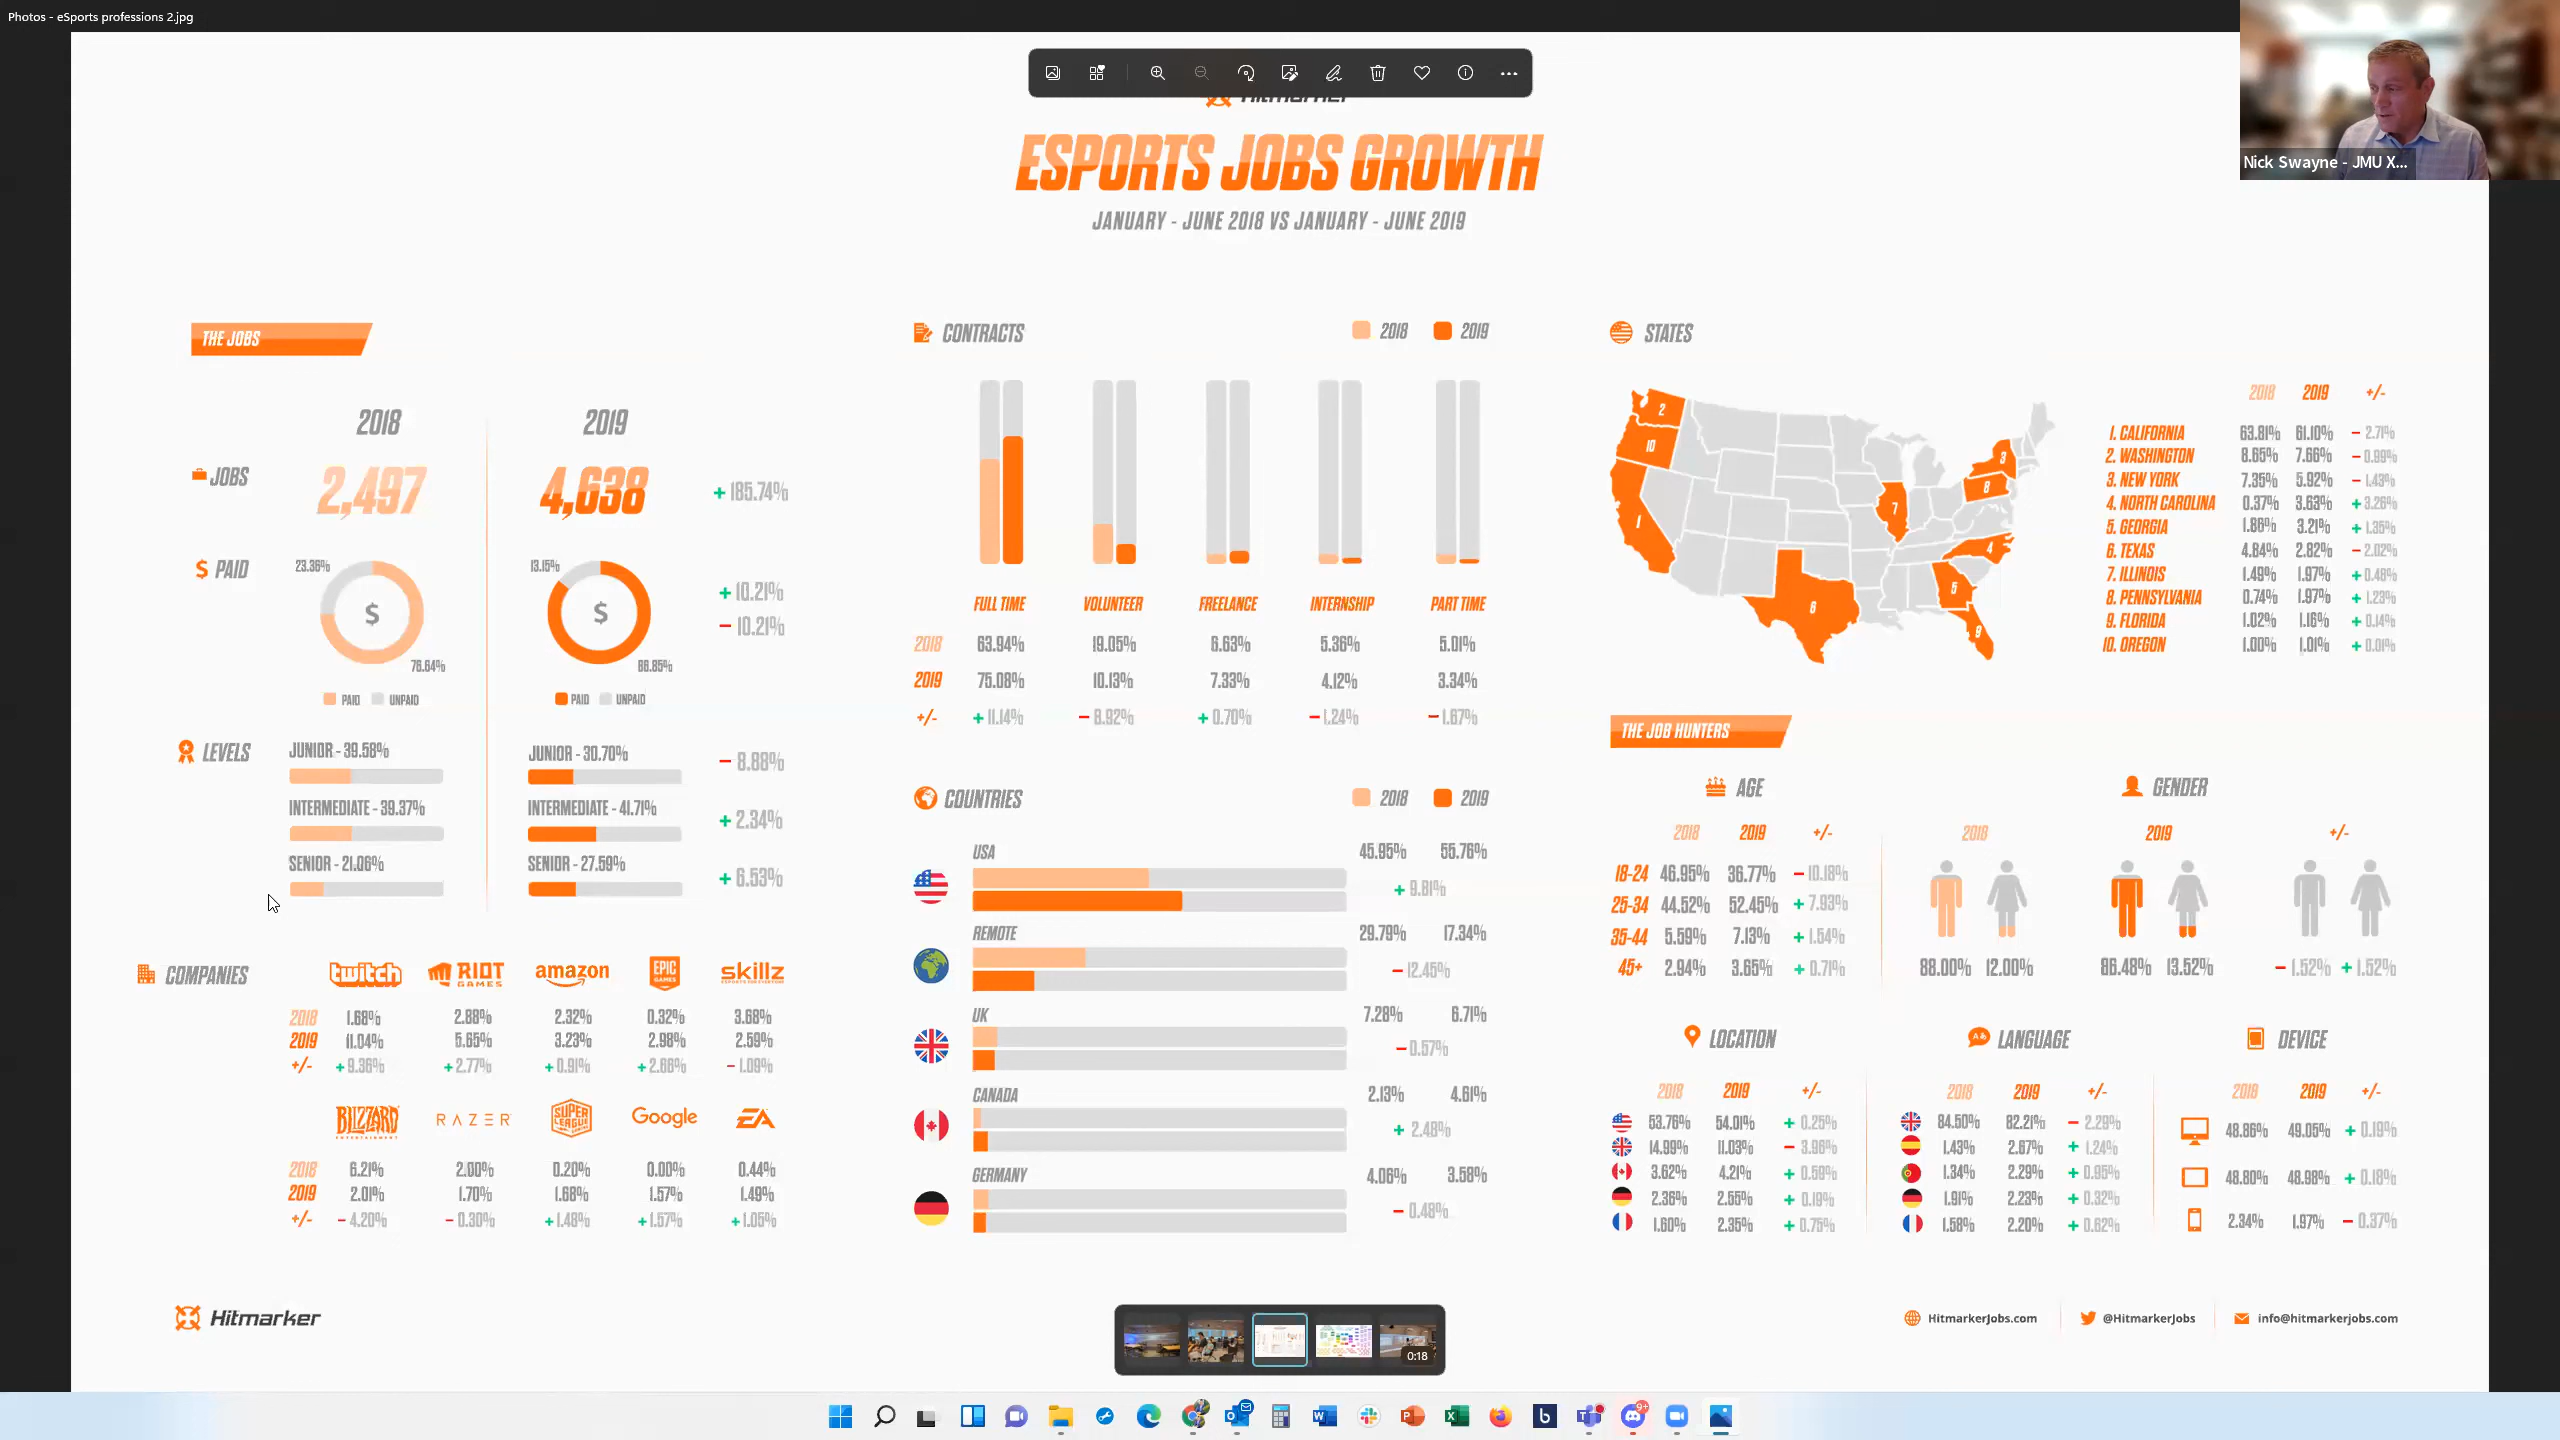 Photos - eSports professions 2.jpg
Nick Swayne - JMU X...
ESPORTS JOBS GROWTH
JANUARY - JUNE 2018 VS JANUARY - JUNE 2019
THE JOBS
2018 2019
JOBS 2,497 4,638 + 185.74%
PAID
23.36% $ 76.64%
13.15% $ 86.85%
+ 10.21%
- 10.21%
PAID UNPAID
PAID UNPAID
LEVELS
JUNIOR - 39.58% JUNIOR - 30.70% - 8.88%
INTERMEDIATE - 39.37% INTERMEDIATE - 41.71% + 2.34%
SENIOR - 21.06% SENIOR - 27.59% + 6.53%
COMPANIES
twitch RIOT GAMES amazon EPIC GAMES skillz
2018 1.68% 2.88% 2.32% 0.32% 3.68%
2019 11.04% 5.65% 3.23% 2.98% 2.59%
+/- + 9.36% + 2.77% + 0.91% + 2.66% - 1.09%
BLIZZARD ENTERTAINMENT RAZER SUPER LEAGUE GAMING Google EA
2018 6.21% 2.00% 0.20% 0.00% 0.44%
2019 2.01% 1.70% 1.68% 1.57% 1.49%
+/- - 4.20% - 0.30% + 1.48% + 1.57% + 1.05%
Hitmarker
CONTRACTS 2018 2019
FULL TIME VOLUNTEER FREELANCE INTERNSHIP PART TIME
2018 63.94% 19.05% 6.63% 5.36% 5.01%
2019 75.08% 10.13% 7.33% 4.12% 3.34%
+/- + 11.14% - 8.92% + 0.70% - 1.24% - 1.67%
COUNTRIES 2018 2019
USA 45.95% 55.76%
+ 9.81%
REMOTE 29.79% 17.34%
- 12.45%
UK 7.28% 6.71%
- 0.57%
CANADA 2.13% 4.61%
+ 2.48%
GERMANY 4.06% 3.58%
- 0.48%
STATES
2 10 1 6 7 3 8 4 5 9
2018 2019 +/-
1. CALIFORNIA 63.81% 61.10% - 2.71%
2. WASHINGTON 8.65% 7.66% - 0.99%
3. NEW YORK 7.35% 5.92% - 1.43%
4. NORTH CAROLINA 0.37% 3.63% + 3.26%
5. GEORGIA 1.86% 3.21% + 1.35%
6. TEXAS 4.84% 2.82% - 2.02%
7. ILLINOIS 1.49% 1.97% + 0.48%
8. PENNSYLVANIA 0.74% 1.97% + 1.23%
9. FLORIDA 1.02% 1.16% + 0.14%
10. OREGON 1.00% 1.01% + 0.01%
THE JOB HUNTERS
AGE
2018 2019 +/-
18-24 46.95% 36.77% - 10.18%
25-34 44.52% 52.45% + 7.93%
35-44 5.59% 7.13% + 1.54%
45+ 2.94% 3.65% + 0.71%
GENDER
2018 2019 +/-
88.00% 12.00% 86.48% 13.52% - 1.52% + 1.52%
LOCATION
2018 2019 +/-
53.76% 54.01% + 0.25%
14.99% 11.03% - 3.96%
3.62% 4.21% + 0.59%
2.36% 2.55% + 0.19%
1.60% 2.35% + 0.75%
LANGUAGE
2018 2019 +/-
84.50% 82.21% - 2.29%
1.43% 2.67% + 1.24%
1.34% 2.29% + 0.95%
1.91% 2.23% + 0.32%
1.58% 2.20% + 0.62%
DEVICE
2018 2019 +/-
48.86% 49.05% + 0.19%
48.80% 48.98% + 0.18%
2.34% 1.97% - 0.37%
HitmarkerJobs.com @HitmarkerJobs info@hitmarkerjobs.com
0:18
9+